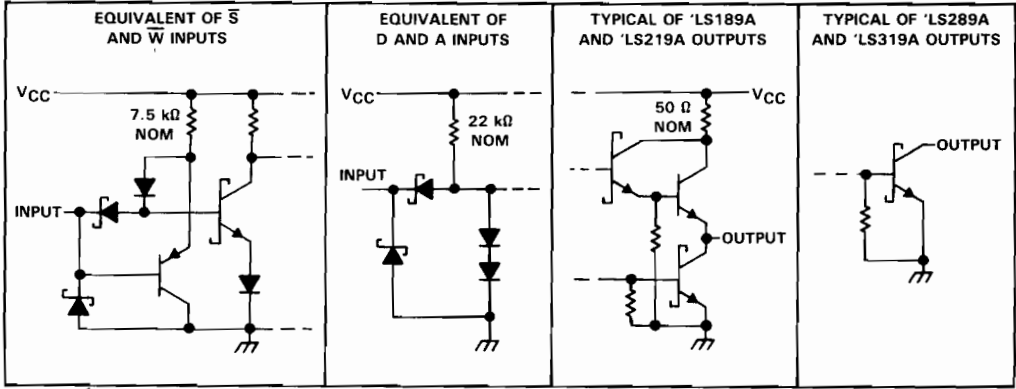 EQUIVALENT OF S̅
AND W̅ INPUTS
VCC
7.5 kΩ
NOM
INPUT
EQUIVALENT OF
D AND A INPUTS
VCC
22 kΩ
NOM
INPUT
TYPICAL OF 'LS189A
AND 'LS219A OUTPUTS
50 Ω
NOM
VCC
OUTPUT
TYPICAL OF 'LS289A
AND 'LS319A OUTPUTS
OUTPUT